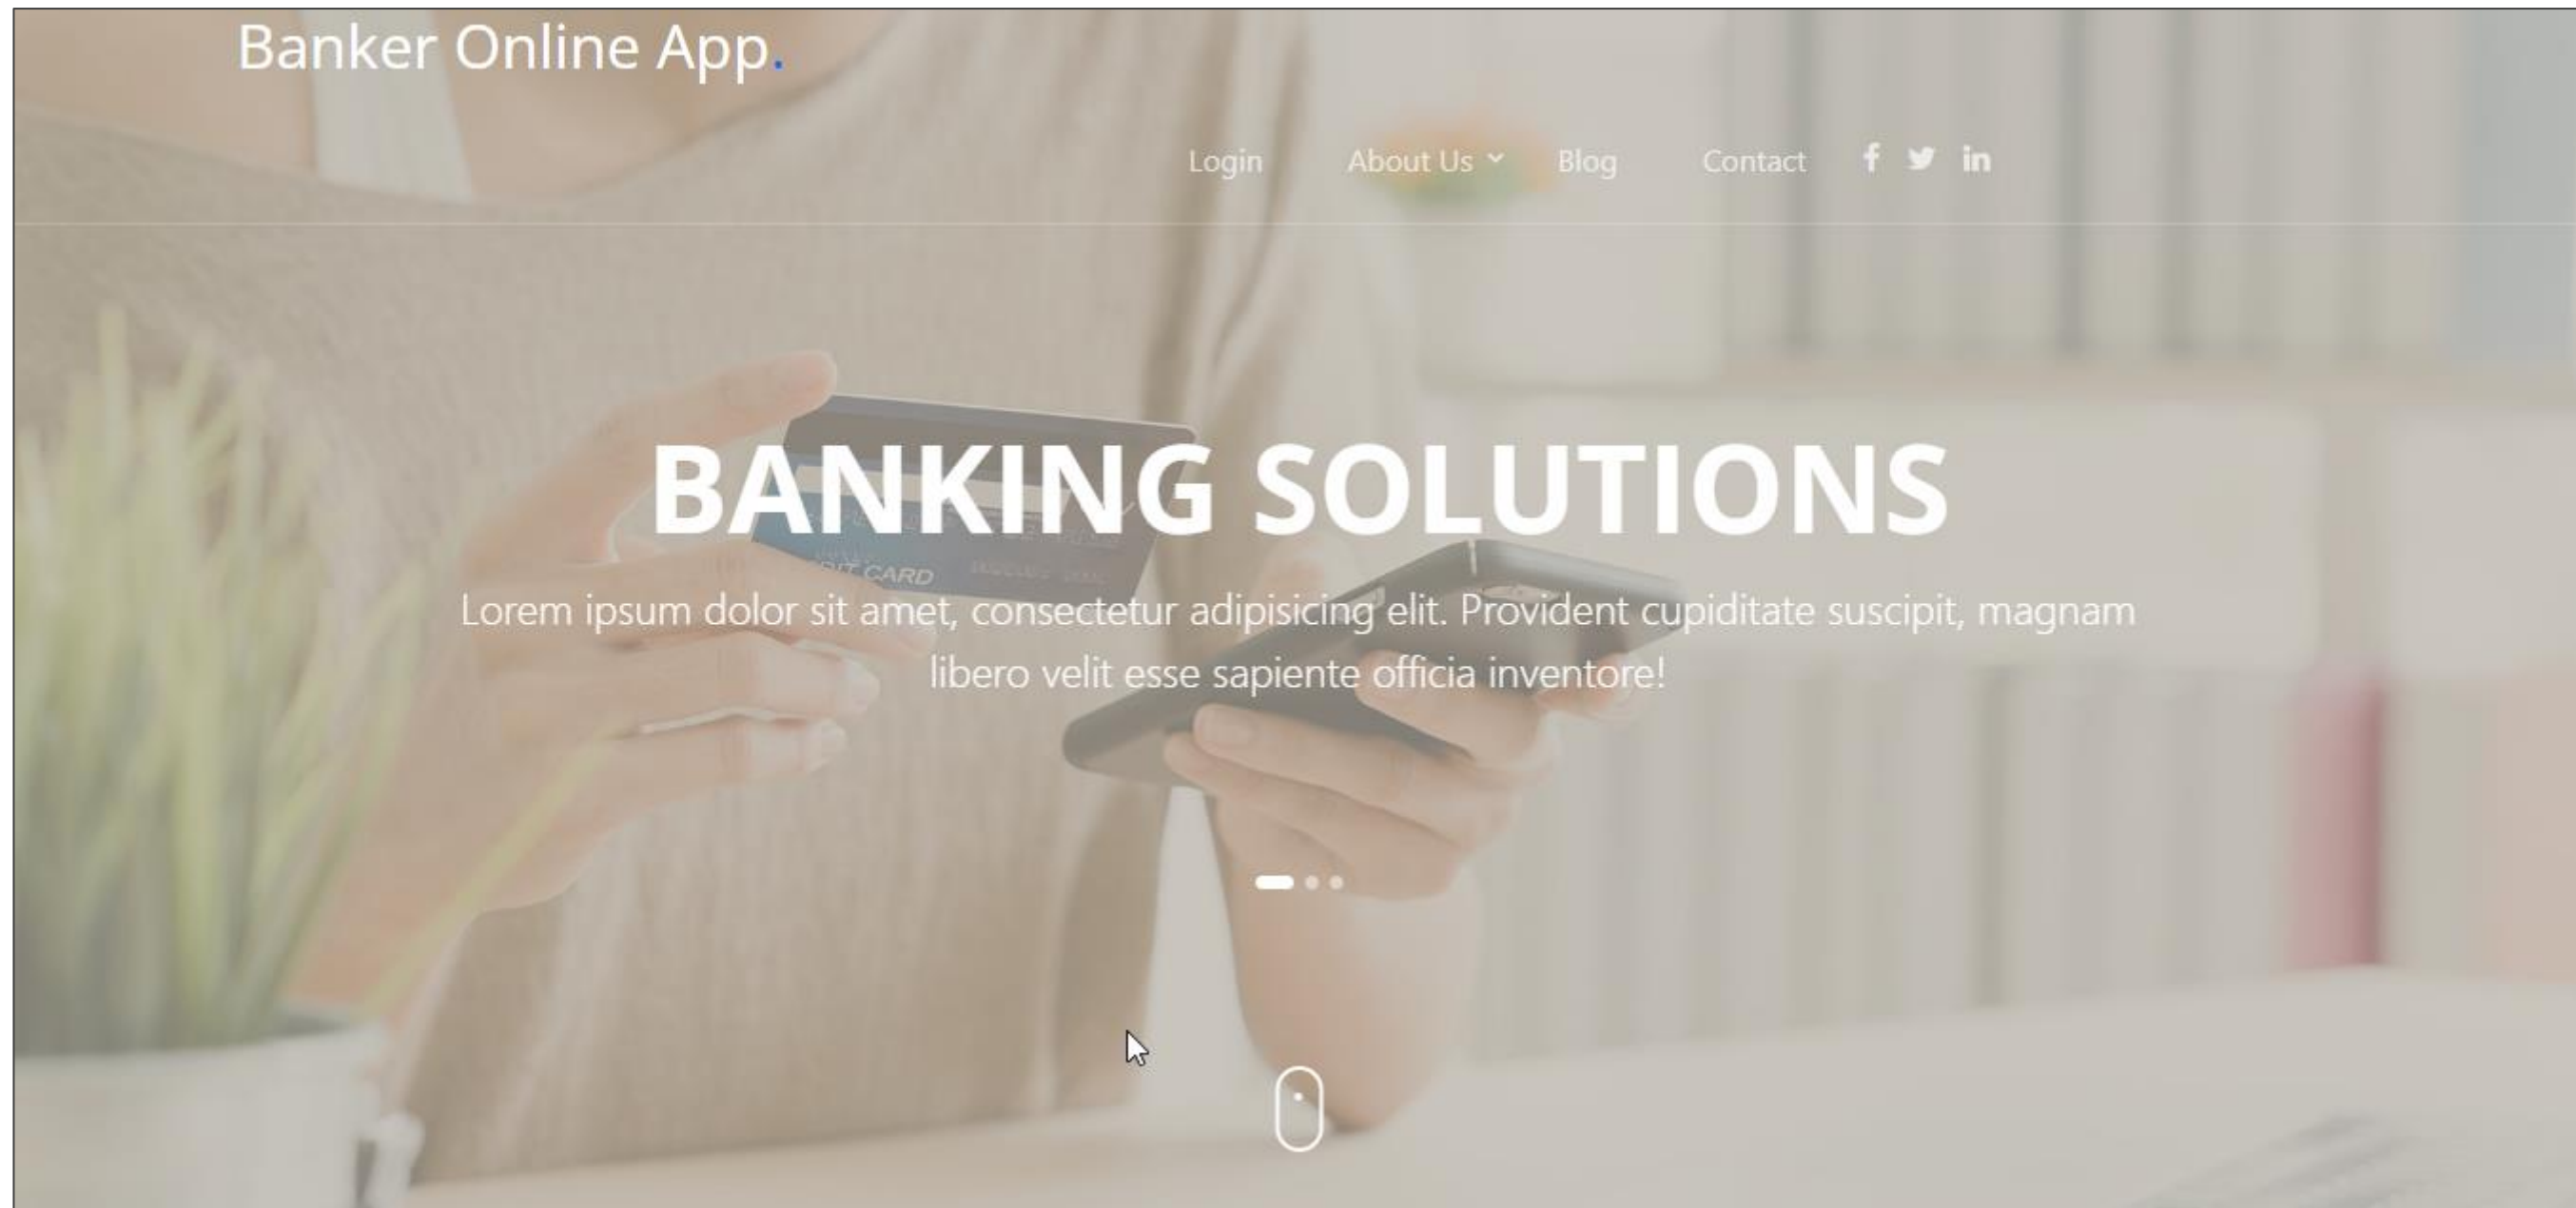 Banker Online App.
Login About Us Blog Contact
BANKING SOLUTIONS
CARD
Lorem ipsum dolor sit amet, consectetur adipisicing elit. Provident cupiditate suscipit, magnam
libero velit esse sapiente officia inventore!